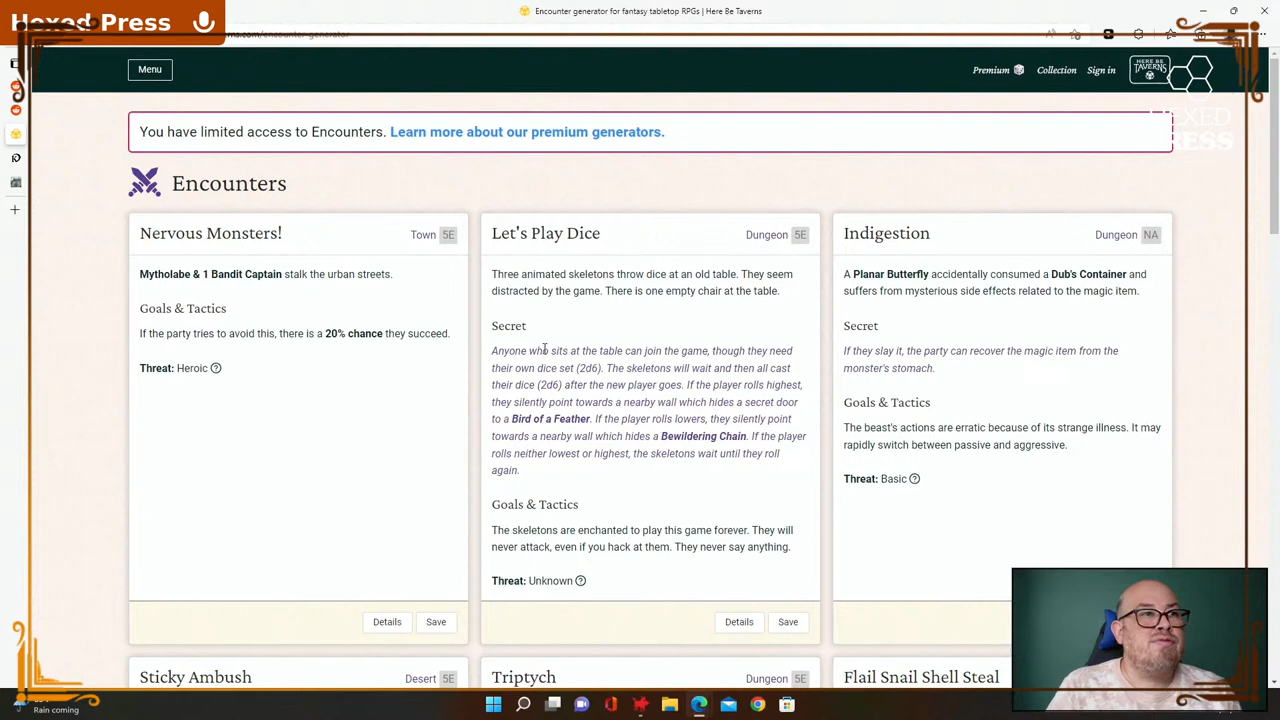 Hexed Press
Encounter generator for fantasy tabletop RPGs | Here Be Taverns
Menu
Premium
Collection
Sign in
HERE BE
TAVERNS
You have limited access to Encounters. Learn more about our premium generators.
Encounters
Nervous Monsters!
Town 5E
Mytholabe & 1 Bandit Captain stalk the urban streets.
Goals & Tactics
If the party tries to avoid this, there is a 20% chance they succeed.
Threat: Heroic
Details
Save
Let's Play Dice
Dungeon 5E
Three animated skeletons throw dice at an old table. They seem
distracted by the game. There is one empty chair at the table.
Secret
Anyone who sits at the table can join the game, though they need
their own dice set (2d6). The skeletons will wait and then all cast
their dice (2d6) after the new player goes. If the player rolls highest,
they silently point towards a nearby wall which hides a secret door
to a Bird of a Feather. If the player rolls lowers, they silently point
towards a nearby wall which hides a Bewildering Chain. If the player
rolls neither lowest or highest, the skeletons wait until they roll
again.
Goals & Tactics
The skeletons are enchanted to play this game forever. They will
never attack, even if you hack at them. They never say anything.
Threat: Unknown
Details
Save
Indigestion
Dungeon NA
A Planar Butterfly accidentally consumed a Dub's Container and
suffers from mysterious side effects related to the magic item.
Secret
If they slay it, the party can recover the magic item from the
monster's stomach.
Goals & Tactics
The beast's actions are erratic because of its strange illness. It may
rapidly switch between passive and aggressive.
Threat: Basic
Sticky Ambush
Desert 5E
Triptych
Dungeon 5E
Flail Snail Shell Steal
Rain coming